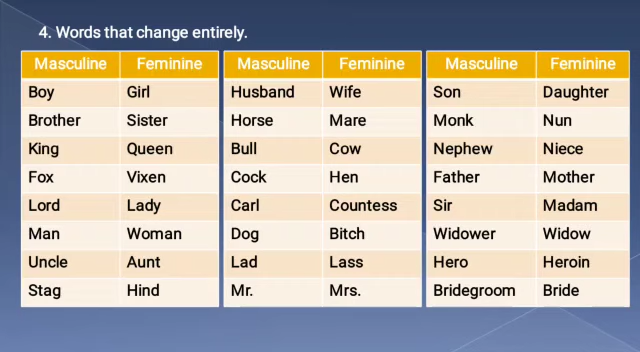 4. Words that change entirely.
Masculine Feminine Masculine Feminine Masculine Feminine
Boy Girl Husband Wife Son Daughter
Brother Sister Horse Mare Monk Nun
King Queen Bull Cow Nephew Niece
Fox Vixen Cock Hen Father Mother
Lord Lady Carl Countess Sir Madam
Man Woman Dog Bitch Widower Widow
Uncle Aunt Lad Lass Hero Heroin
Stag Hind Mr. Mrs. Bridegroom Bride